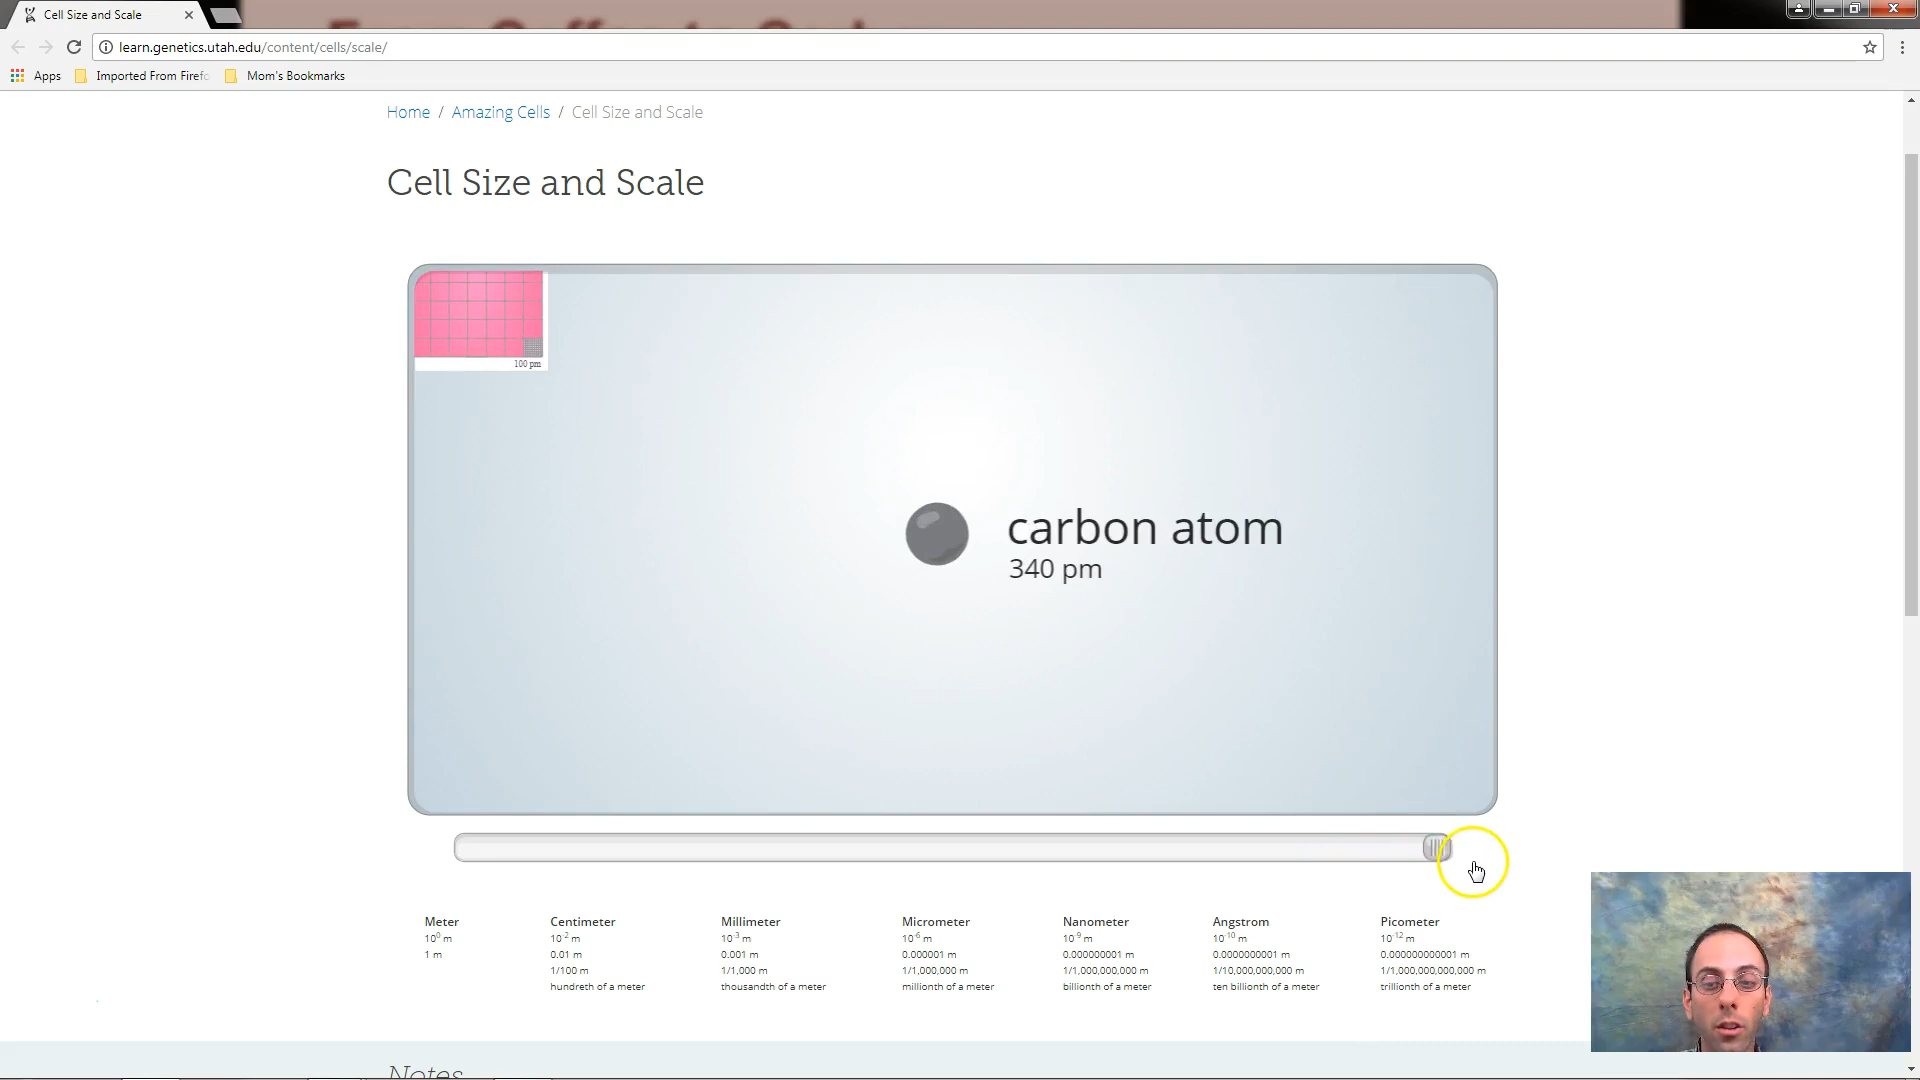 Cell Size and Scale
learn.genetics.utah.edu/content/cells/scale/
Apps
Imported From Firefo
Mom's Bookmarks
Home / Amazing Cells / Cell Size and Scale
Cell Size and Scale
100 pm
carbon atom
340 pm
Meter
10⁰ m
1 m
Centimeter
10⁻² m
0.01 m
1/100 m
hundreth of a meter
Millimeter
10⁻³ m
0.001 m
1/1,000 m
thousandth of a meter
Micrometer
10⁻⁶ m
0.000001 m
1/1,000,000 m
millionth of a meter
Nanometer
10⁻⁹ m
0.000000001 m
1/1,000,000,000 m
billionth of a meter
Angstrom
10⁻¹⁰ m
0.0000000001 m
1/10,000,000,000 m
ten billionth of a meter
Picometer
10⁻¹² m
0.000000000001 m
1/1,000,000,000,000 m
trillionth of a meter
Notes